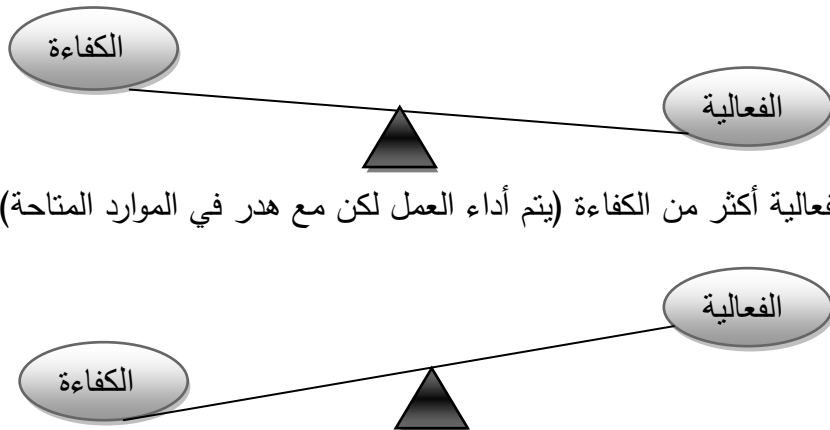 الكفاءة
الفعالية
فعالية أكثر من الكفاءة (يتم أداء العمل لكن مع هدر في الموارد المتاحة)
الفعالية
الكفاءة